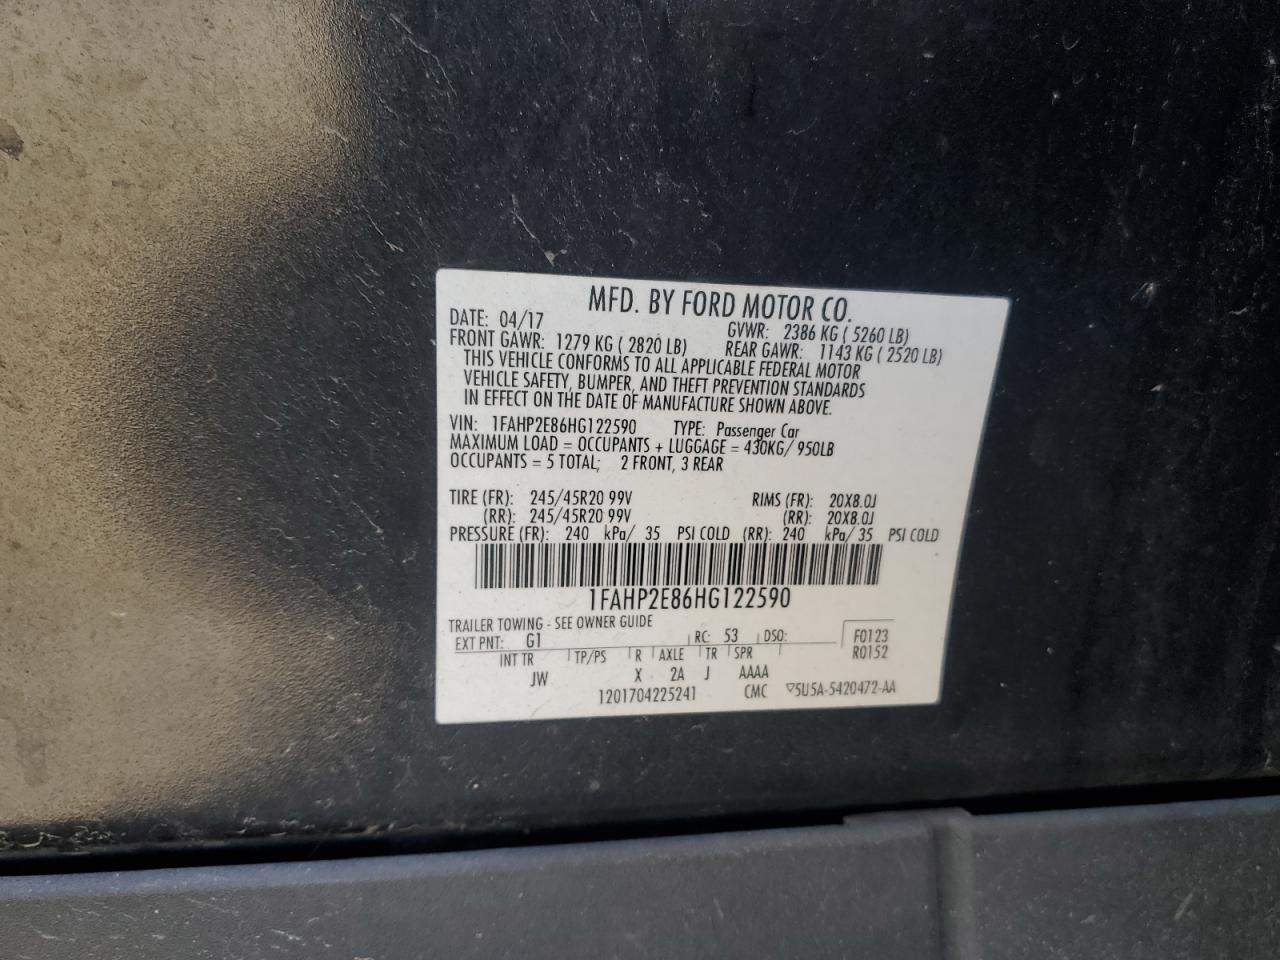 MFD. BY FORD MOTOR CO.
DATE: 04/17 GVWR: 2386 KG ( 5260 LB)
FRONT GAWR: 1279 KG ( 2820 LB) REAR GAWR: 1143 KG ( 2520 LB)
THIS VEHICLE CONFORMS TO ALL APPLICABLE FEDERAL MOTOR
VEHICLE SAFETY, BUMPER, AND THEFT PREVENTION STANDARDS
IN EFFECT ON THE DATE OF MANUFACTURE SHOWN ABOVE.
VIN: 1FAHP2E86HG122590 TYPE: Passenger Car
MAXIMUM LOAD = OCCUPANTS + LUGGAGE = 430KG/ 950LB
OCCUPANTS = 5 TOTAL; 2 FRONT, 3 REAR
TIRE (FR): 245/45R20 99V RIMS (FR): 20X8.0J
(RR): 245/45R20 99V (RR): 20X8.0J
PRESSURE (FR): 240 kPa/ 35 PSI COLD (RR): 240 kPa/ 35 PSI COLD
1FAHP2E86HG122590
TRAILER TOWING - SEE OWNER GUIDE
EXT PNT: G1 RC: 53 DSO: F0123
INT TR TP/PS R AXLE TR SPR R0152
JW X 2A J AAAA
1201704225241 CMC ▽5U5A-5420472-AA